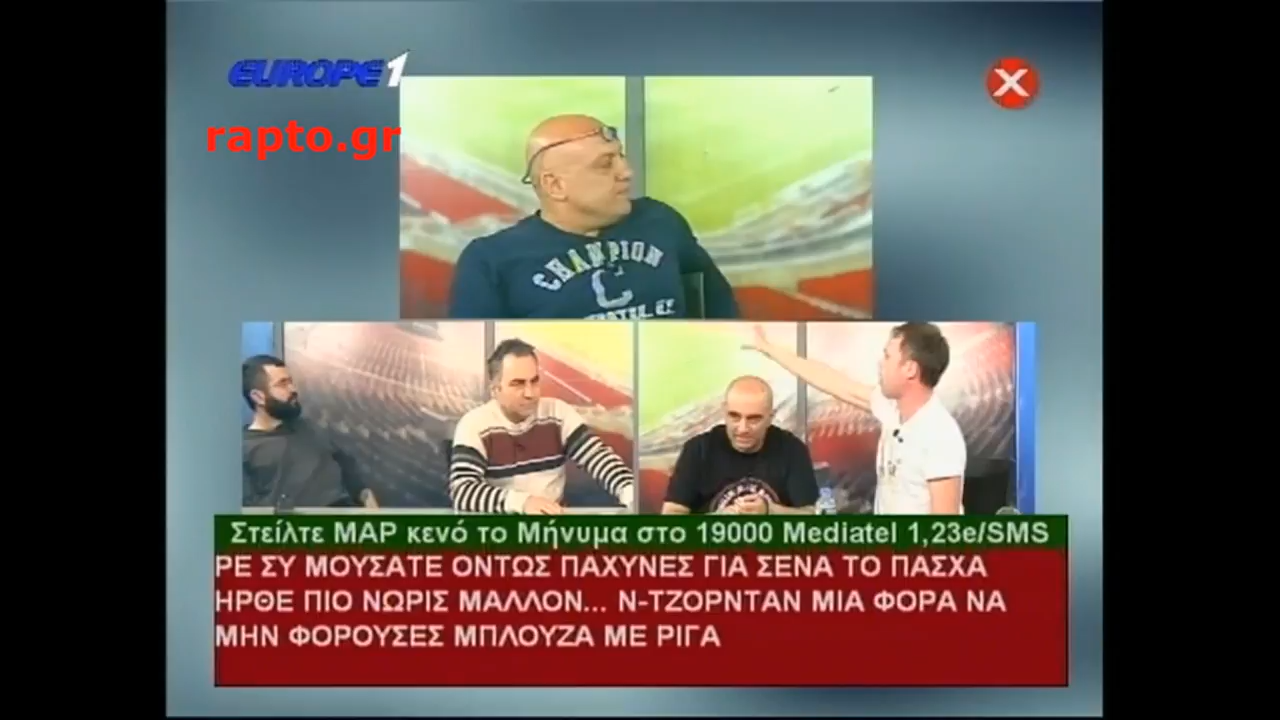 EUROPE1
X
rapto.gr
CHAMPION
C
Στείλτε ΜΑΡ κενό το Μήνυμα στο 19000 Mediatel 1,23e/SMS
ΡΕ ΣΥ ΜΟΥΣΑΤΕ ΟΝΤΩΣ ΠΑΧΥΝΕΣ ΓΙΑ ΣΕΝΑ ΤΟ ΠΑΣΧΑ
ΗΡΘΕ ΠΙΟ ΝΩΡΙΣ ΜΑΛΛΟΝ... Ν-ΤΖΟΡΝΤΑΝ ΜΙΑ ΦΟΡΑ ΝΑ
ΜΗΝ ΦΟΡΟΥΣΕΣ ΜΠΛΟΥΖΑ ΜΕ ΡΙΓΑ